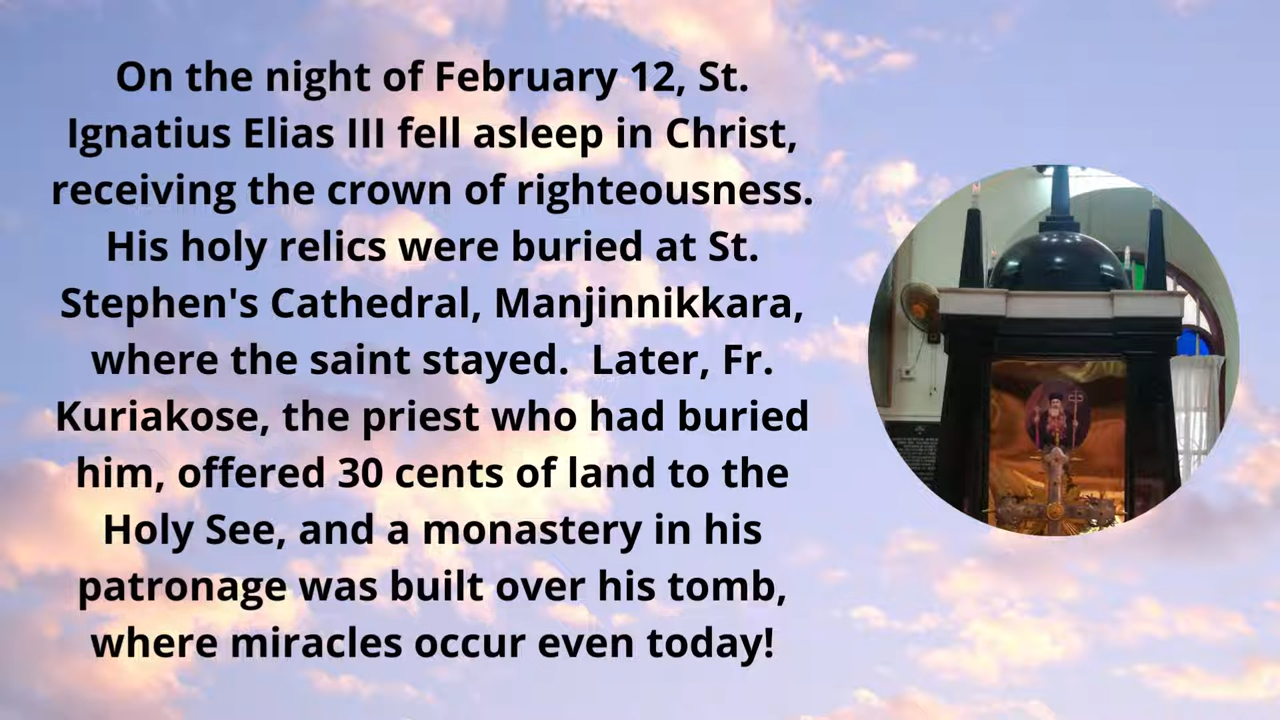 On the night of February 12, St.
Ignatius Elias III fell asleep in Christ,
receiving the crown of righteousness.
His holy relics were buried at St.
Stephen's Cathedral, Manjinnikkara,
where the saint stayed.  Later, Fr.
Kuriakose, the priest who had buried
him, offered 30 cents of land to the
Holy See, and a monastery in his
patronage was built over his tomb,
where miracles occur even today!